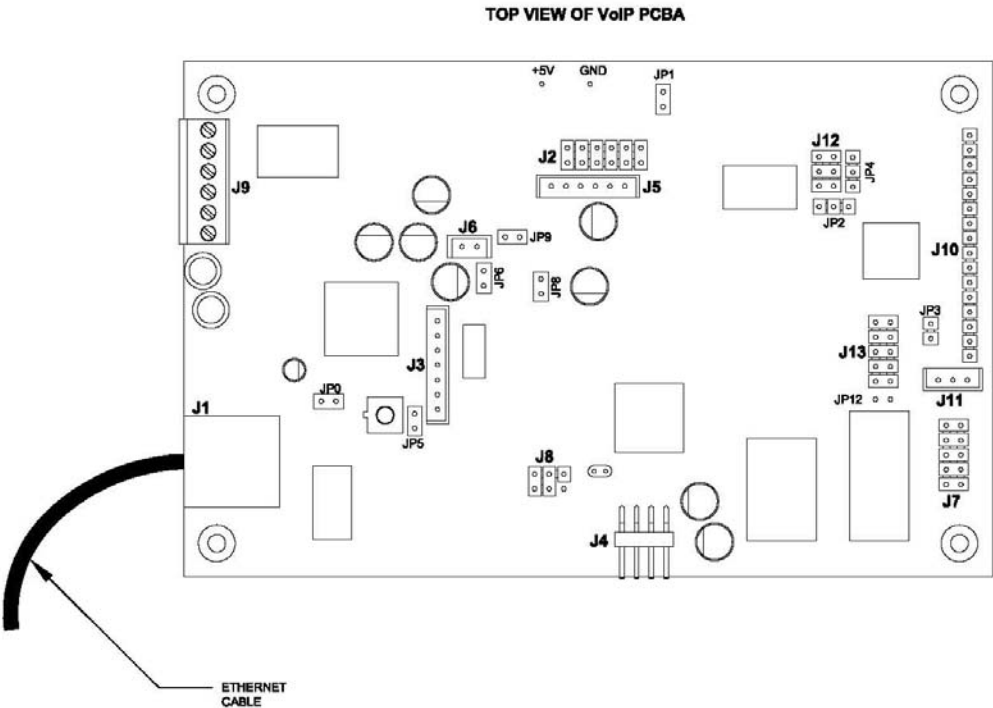 TOP VIEW OF VoIP PCBA
+5V
GND
JP1
J12
J2
J5
JP4
J9
JP2
J6
JP9
J10
JP6
JP8
JP3
J13
J3
JP0
JP12
J11
J1
JP5
J8
J7
J4
ETHERNET
CABLE